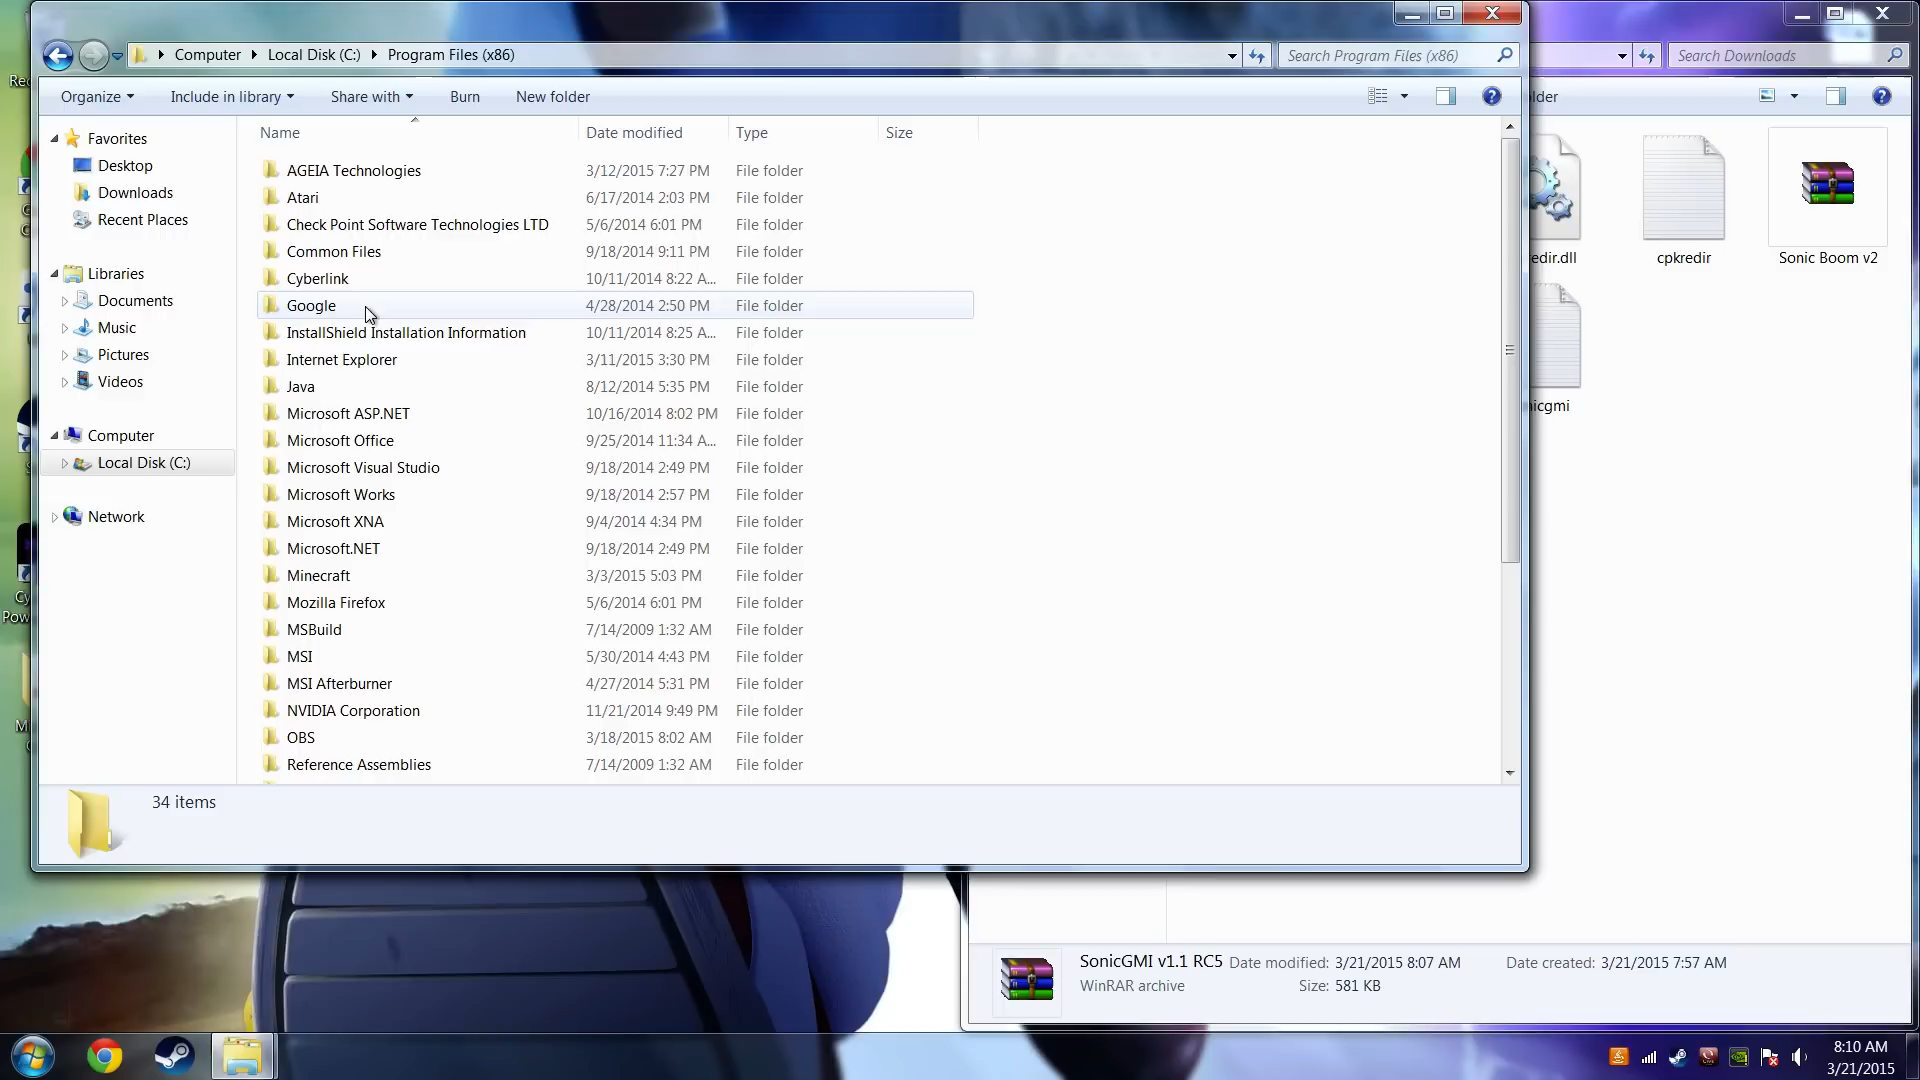 Computer Local Disk (C:) Program Files (x86)
Search Program Files (x86)
Search Downloads
Organize Include in library Share with Burn New folder
lder
Favorites
Desktop
Downloads
Recent Places
Libraries
Documents
Music
Pictures
Videos
Computer
Local Disk (C:)
Network
Name Date modified Type Size
AGEIA Technologies 3/12/2015 7:27 PM File folder
Atari 6/17/2014 2:03 PM File folder
Check Point Software Technologies LTD 5/6/2014 6:01 PM File folder
Common Files 9/18/2014 9:11 PM File folder
Cyberlink 10/11/2014 8:22 A... File folder
Google 4/28/2014 2:50 PM File folder
InstallShield Installation Information 10/11/2014 8:25 A... File folder
Internet Explorer 3/11/2015 3:30 PM File folder
Java 8/12/2014 5:35 PM File folder
Microsoft ASP.NET 10/16/2014 8:02 PM File folder
Microsoft Office 9/25/2014 11:34 A... File folder
Microsoft Visual Studio 9/18/2014 2:49 PM File folder
Microsoft Works 9/18/2014 2:57 PM File folder
Microsoft XNA 9/4/2014 4:34 PM File folder
Microsoft.NET 9/18/2014 2:49 PM File folder
Minecraft 3/3/2015 5:03 PM File folder
Mozilla Firefox 5/6/2014 6:01 PM File folder
MSBuild 7/14/2009 1:32 AM File folder
MSI 5/30/2014 4:43 PM File folder
MSI Afterburner 4/27/2014 5:31 PM File folder
NVIDIA Corporation 11/21/2014 9:49 PM File folder
OBS 3/18/2015 8:02 AM File folder
Reference Assemblies 7/14/2009 1:32 AM File folder
34 items
edir.dll cpkredir Sonic Boom v2
icgmi
SonicGMI v1.1 RC5 Date modified: 3/21/2015 8:07 AM Date created: 3/21/2015 7:57 AM
WinRAR archive Size: 581 KB
8:10 AM
3/21/2015